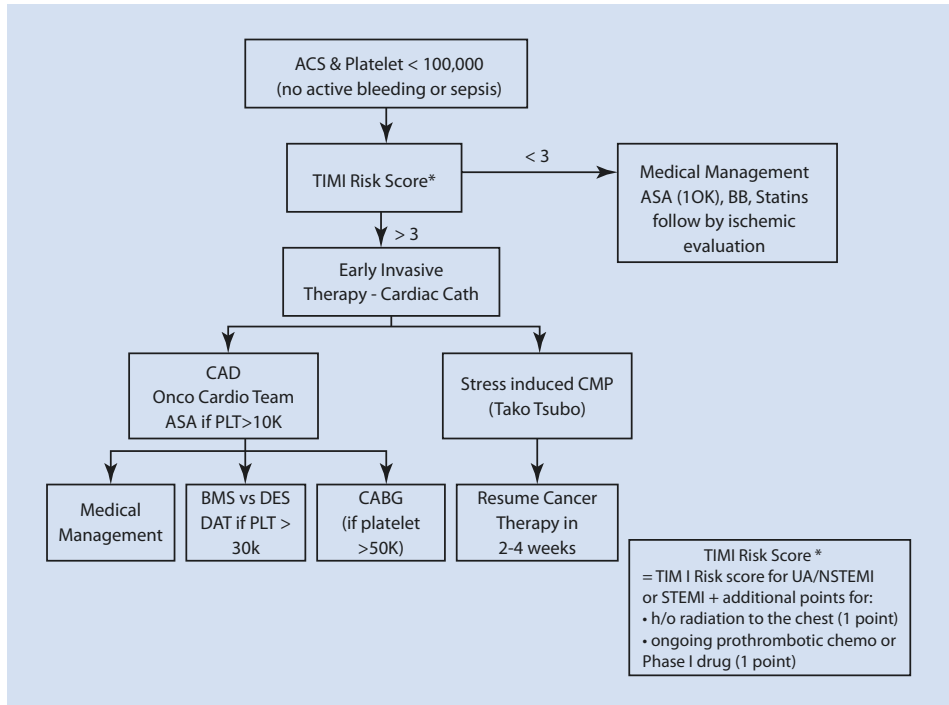 ACS & Platelet < 100,000
(no active bleeding or sepsis)
TIMI Risk Score*
< 3
Medical Management
ASA (1OK), BB, Statins
follow by ischemic
evaluation
> 3
Early Invasive
Therapy - Cardiac Cath
CAD
Onco Cardio Team
ASA if PLT>10K
Stress induced CMP
(Tako Tsubo)
Medical
Management
BMS vs DES
DAT if PLT >
30k
CABG
(if platelet
>50K)
Resume Cancer
Therapy in
2-4 weeks
TIMI Risk Score *
= TIM I Risk score for UA/NSTEMI
or STEMI + additional points for:
• h/o radiation to the chest (1 point)
• ongoing prothrombotic chemo or
Phase I drug (1 point)